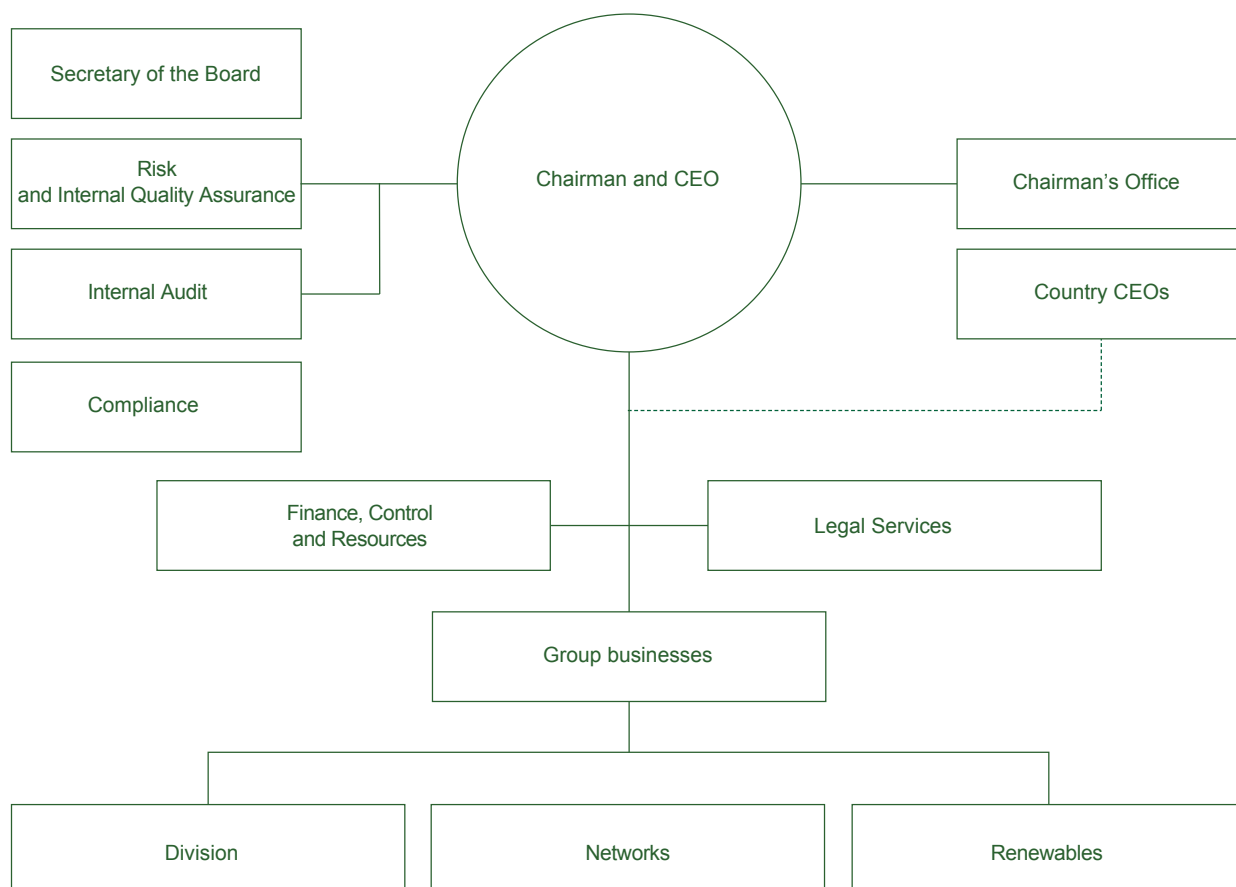 Secretary of the Board
Risk
and Internal Quality Assurance
Internal Audit
Compliance
Chairman and CEO
Chairman’s Office
Country CEOs
Finance, Control
and Resources
Legal Services
Group businesses
Division
Networks
Renewables